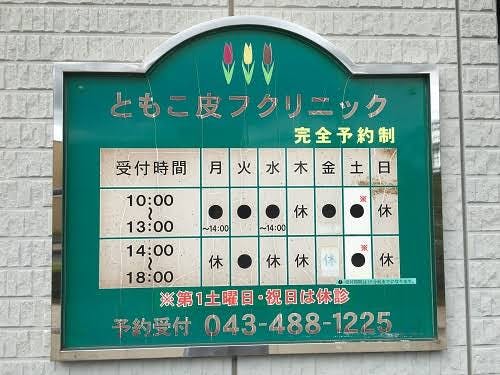 ともこ皮フクリニック
完全予約制
受付時間 月 火 水 木 金 土 日
10:00〜13:00 ● ●〜14:00 ●〜14:00 休 ● ※● 休
14:00〜18:00 休 ● 休 休 休 ※● 休
※第1土曜日・祝日は休診
予約受付 043-488-1225